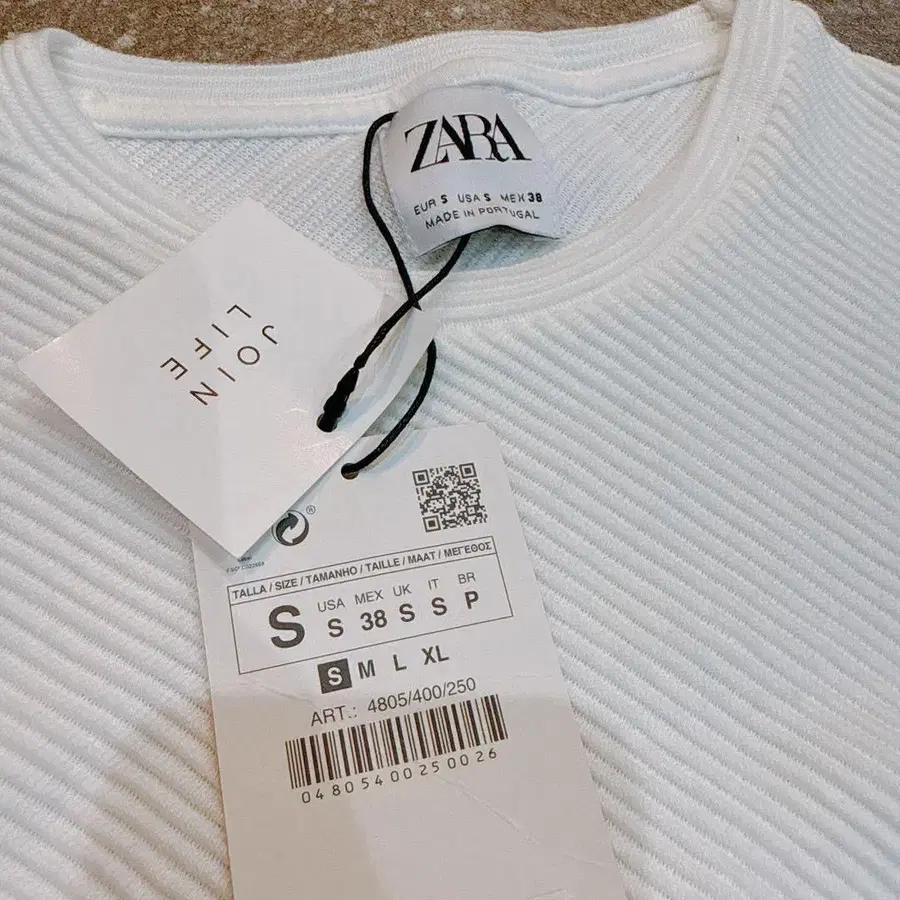 ZARA
EUR S USA S MEX 38
MADE IN PORTUGAL
JOIN
LIFE
®
TALLA / SIZE / TAMANHO / TAILLE / MAAT / ΜΕΓΕΘΟΣ
S
USA MEX UK IT BR
S 38 S S P
S M L XL
ART.: 4805/400/250
04805400250026